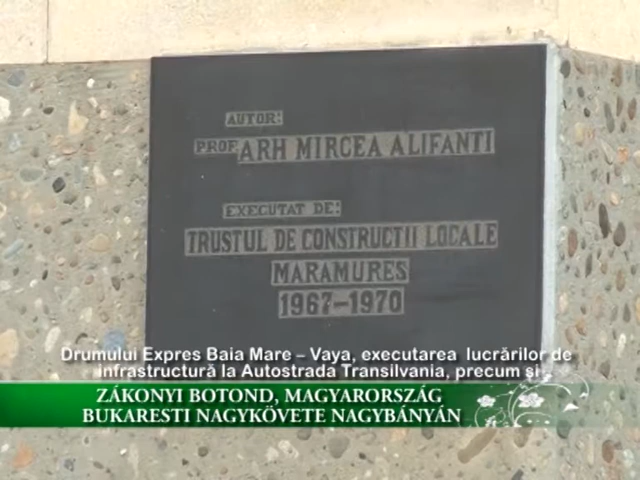 AUTOR:
PROF. ARH MIRCEA ALIFANTI
EXECUTAT DE:
TRUSTUL DE CONSTRUCTII LOCALE
MARAMURES
1967-1970
Drumului Expres Baia Mare – Vaya, executarea lucrărilor de
infrastructură la Autostrada Transilvania, precum şi
ZÁKONYI BOTOND, MAGYARORSZÁG
BUKARESTI NAGYKÖVETE NAGYBÁNYÁN